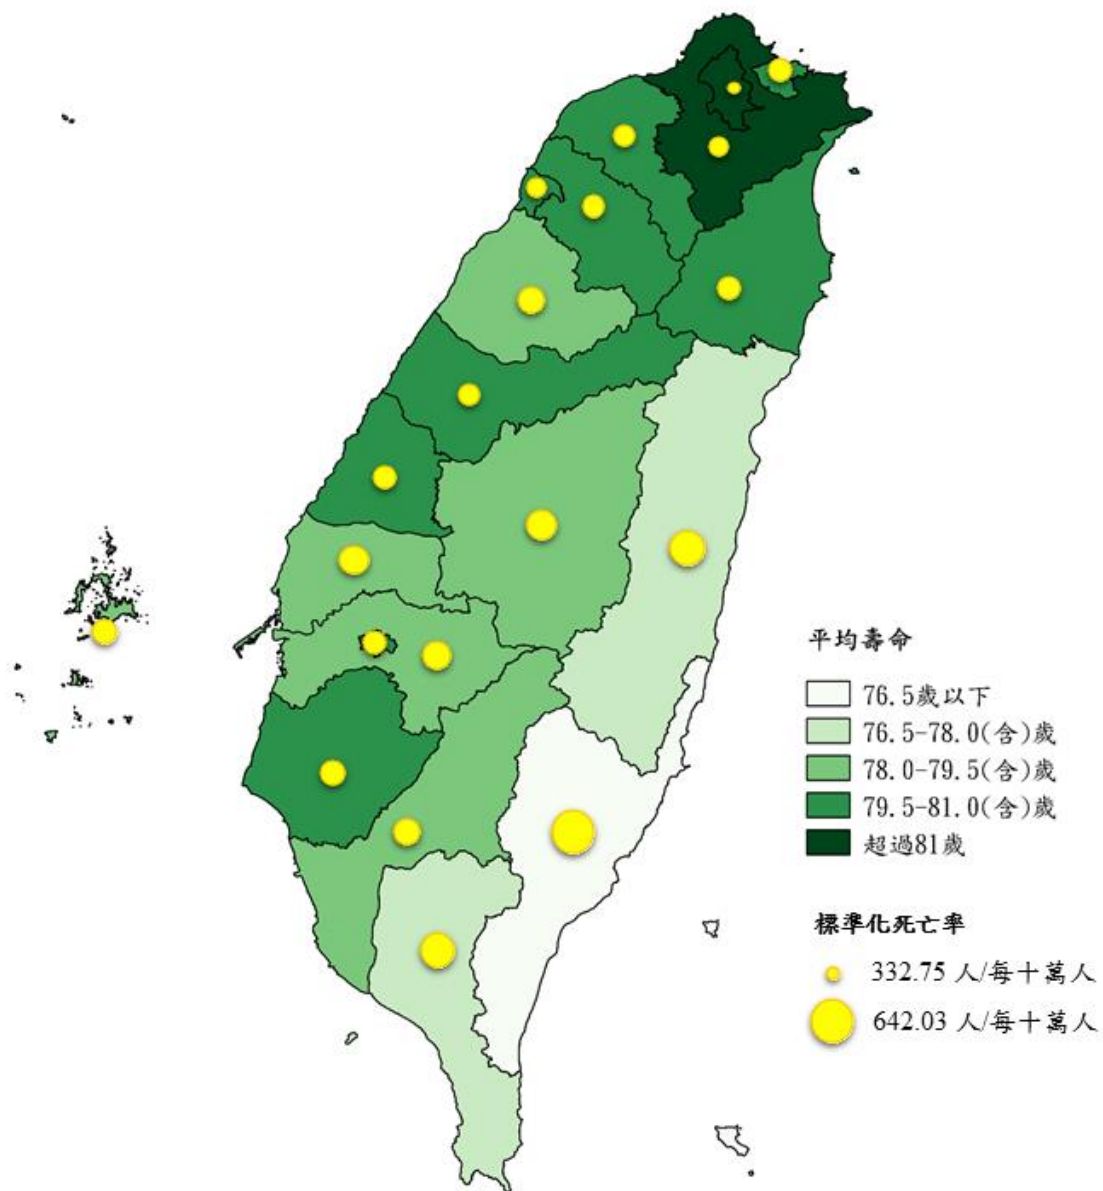 平均壽命
76.5歲以下
76.5-78.0(含)歲
78.0-79.5(含)歲
79.5-81.0(含)歲
超過81歲
標準化死亡率
332.75 人/每十萬人
642.03 人/每十萬人